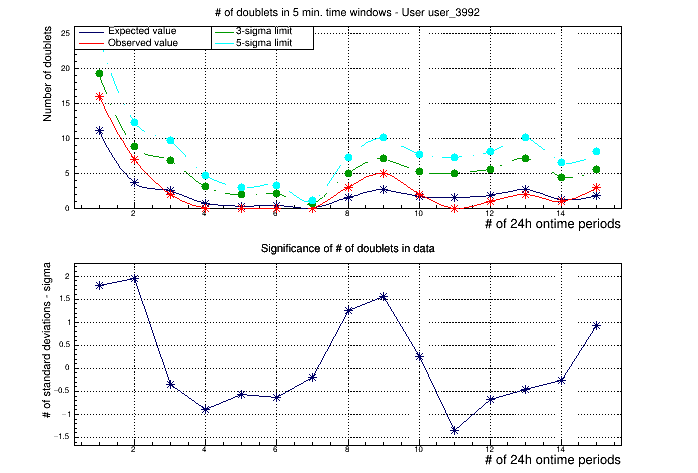 # of doublets in 5 min. time windows - User user_3992
Number of doublets
Expected value
Observed value
3-sigma limit
5-sigma limit
25
20
15
10
5
0
2 4 6 8 10 12 14
# of 24h ontime periods
Significance of # of doublets in data
# of standard deviations - sigma
2
1.5
1
0.5
0
−0.5
−1
−1.5
2 4 6 8 10 12 14
# of 24h ontime periods